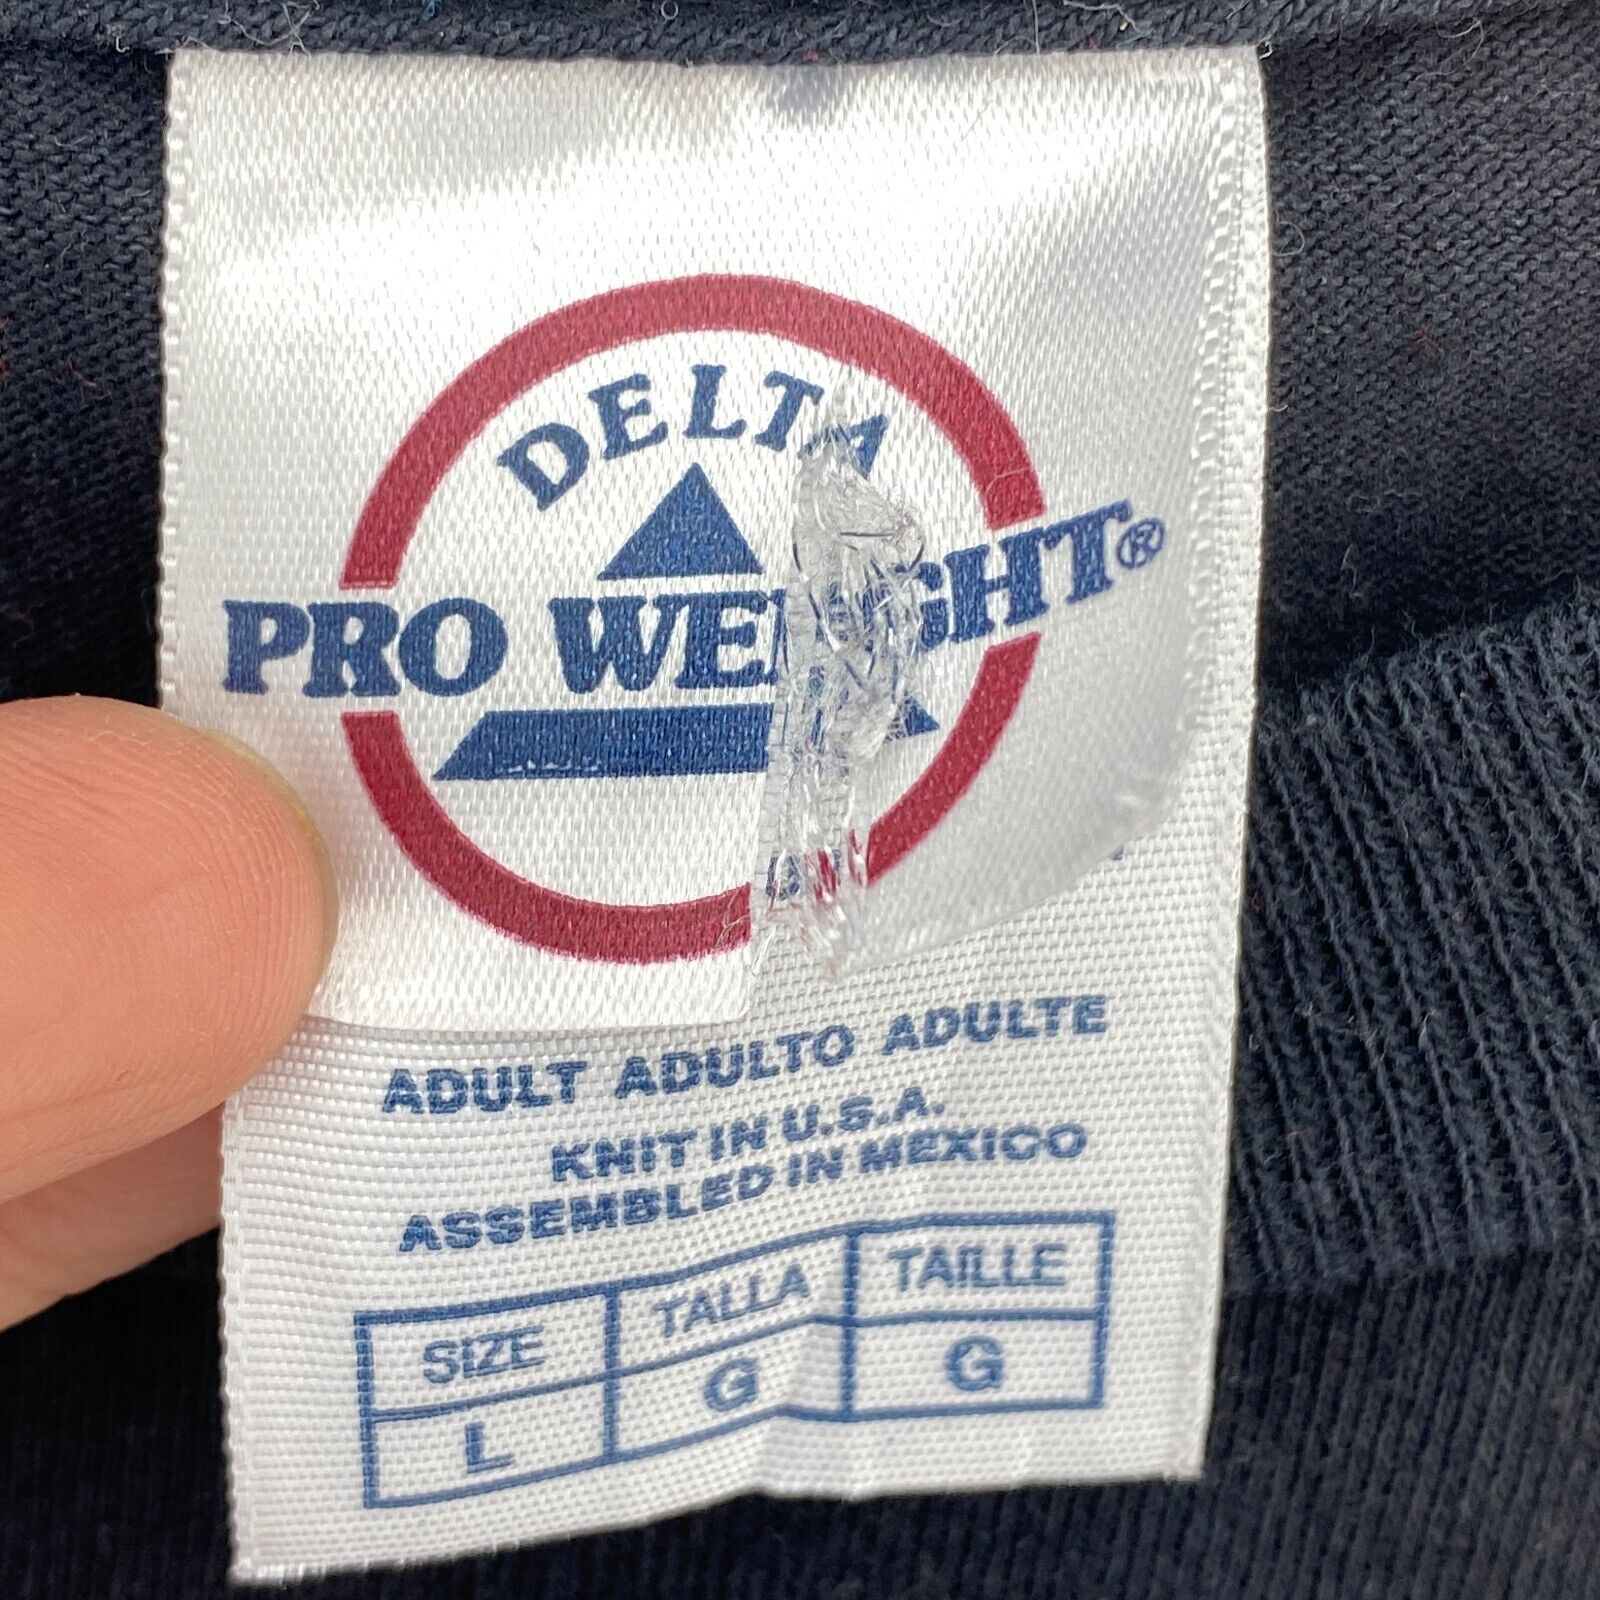 DELTA
PRO WEIGHT®
ADULT ADULTO ADULTE
KNIT IN U.S.A.
ASSEMBLED IN MEXICO
SIZE TALLA TAILLE
L G G